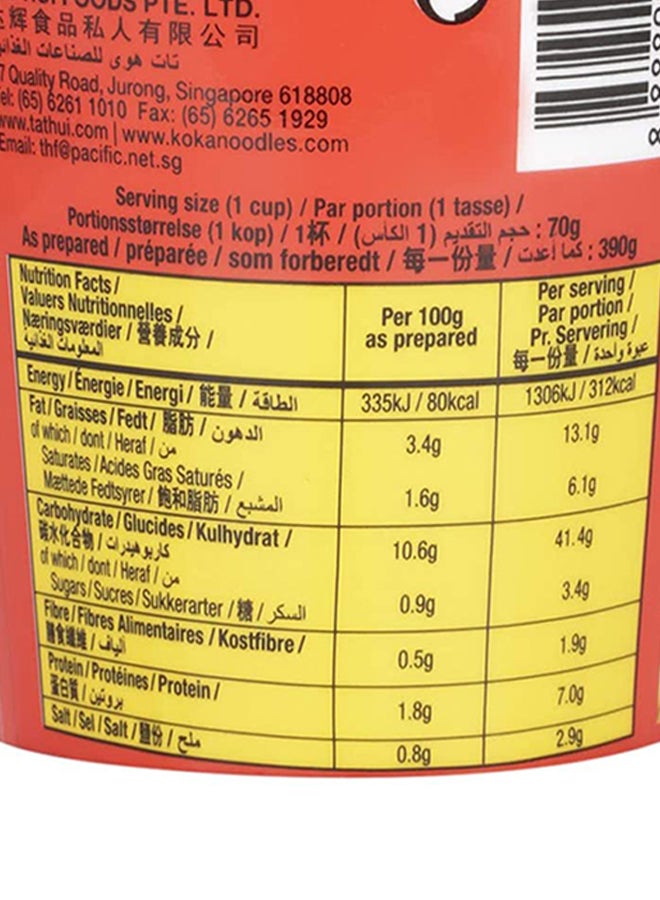 FOODS PTE. LTD.
辉食品私人有限公司
تات هوى للصناعات الغذائية
7 Quality Road, Jurong, Singapore 618808
el: (65) 6261 1010 Fax: (65) 6265 1929
www.tathui.com | www.kokanoodles.com
Email: thf@pacific.net.sg
Serving size (1 cup) / Par portion (1 tasse) /
Portionsstørrelse (1 kop) / 1杯 / حجم التقديم (1 الكأس) : 70g
As prepared / préparée / som forberedt / 每一份量 / كما أعدت : 390g
Nutrition Facts /
Valuers Nutritionnelles /
Næringsværdier / 營養成分 /
المعلومات الغذائية
Per 100g
as prepared
Per serving /
Par portion /
Pr. Servering /
每一份量 / عبوة واحدة
Energy / Énergie / Energi / 能量 / الطاقة 335kJ / 80kcal 1306kJ / 312kcal
Fat / Graisses / Fedt / 脂肪 / الدهون 3.4g 13.1g
of which / dont / Heraf / من
Saturates / Acides Gras Saturés /
Mættede Fedtsyrer / 飽和脂肪 / المشبع 1.6g 6.1g
Carbohydrate / Glucides / Kulhydrat /
碳水化合物 / كاربوهيدرات 10.6g 41.4g
of which / dont / Heraf / من
Sugars / Sucres / Sukkerarter / 糖 / السكر 0.9g 3.4g
Fibre / Fibres Alimentaires / Kostfibre /
膳食纖維 / ألياف 0.5g 1.9g
Protein / Protéines / Protein /
蛋白質 / بروتين 1.8g 7.0g
Salt / Sel / Salt / 鹽份 / ملح 0.8g 2.9g